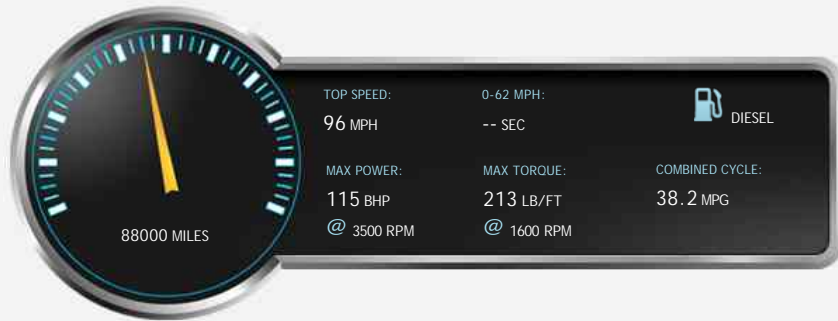 TOP SPEED:
96 MPH
0-62 MPH:
-- SEC
DIESEL
MAX POWER:
115 BHP
@ 3500 RPM
MAX TORQUE:
213 LB/FT
@ 1600 RPM
COMBINED CYCLE:
38.2 MPG
88000 MILES